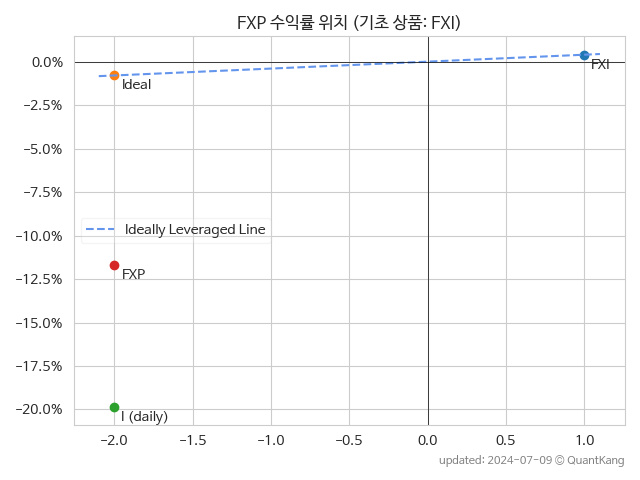 FXP 수익률 위치 (기초 상품: FXI)
0.0%
-2.5%
-5.0%
-7.5%
-10.0%
-12.5%
-15.0%
-17.5%
-20.0%
FXI
Ideal
Ideally Leveraged Line
FXP
I (daily)
-2.0 -1.5 -1.0 -0.5 0.0 0.5 1.0
updated: 2024-07-09 © QuantKang